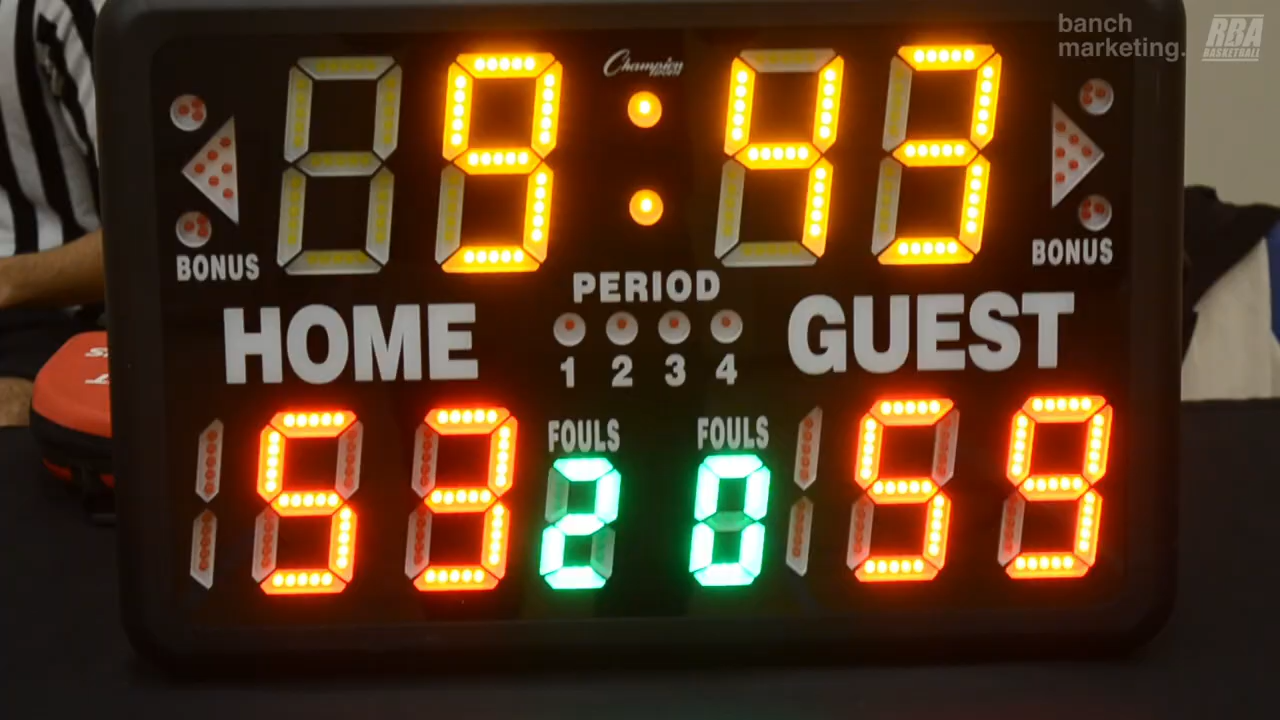 banch
marketing.
RBA
BASKETBALL
Champion
9:43
BONUS
BONUS
PERIOD
HOME
GUEST
1 2 3 4
FOULS
FOULS
53
2
0
59